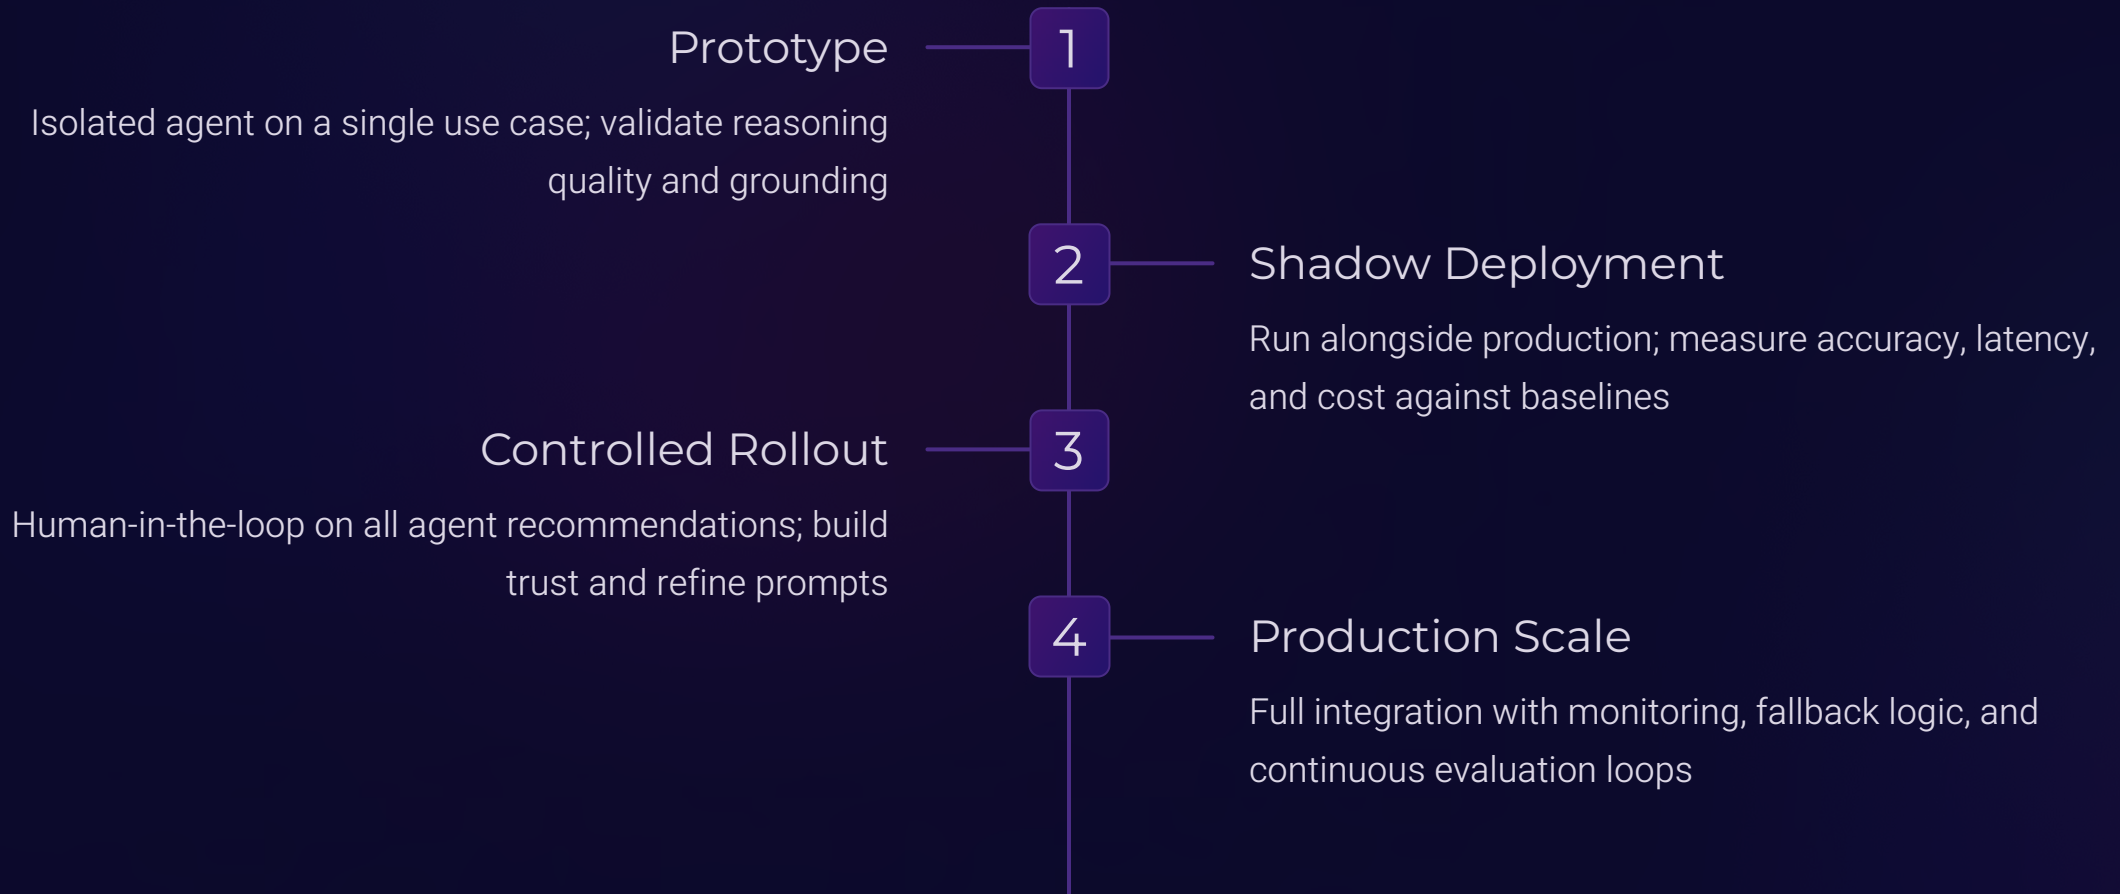 Prototype
1
Isolated agent on a single use case; validate reasoning
quality and grounding
2
Shadow Deployment
Run alongside production; measure accuracy, latency,
and cost against baselines
Controlled Rollout
3
Human-in-the-loop on all agent recommendations; build
trust and refine prompts
4
Production Scale
Full integration with monitoring, fallback logic, and
continuous evaluation loops